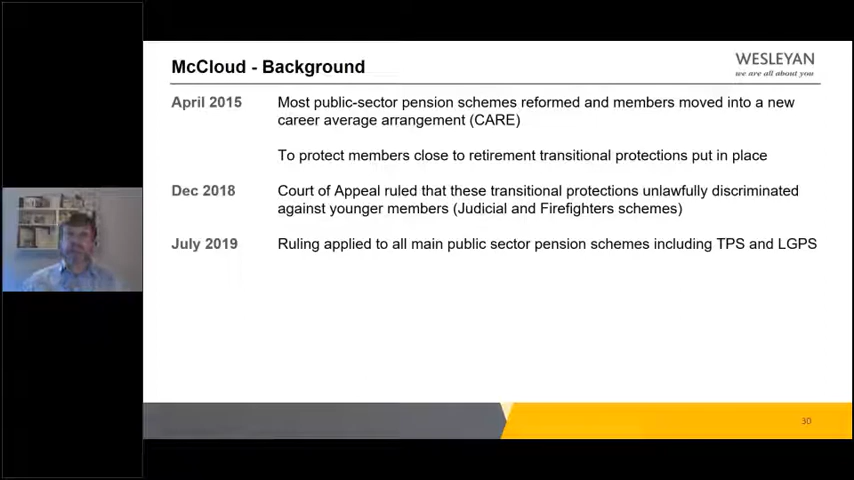 McCloud - Background
WESLEYAN
we are all about you
April 2015
Most public-sector pension schemes reformed and members moved into a new
career average arrangement (CARE)
To protect members close to retirement transitional protections put in place
Dec 2018
Court of Appeal ruled that these transitional protections unlawfully discriminated
against younger members (Judicial and Firefighters schemes)
July 2019
Ruling applied to all main public sector pension schemes including TPS and LGPS
30